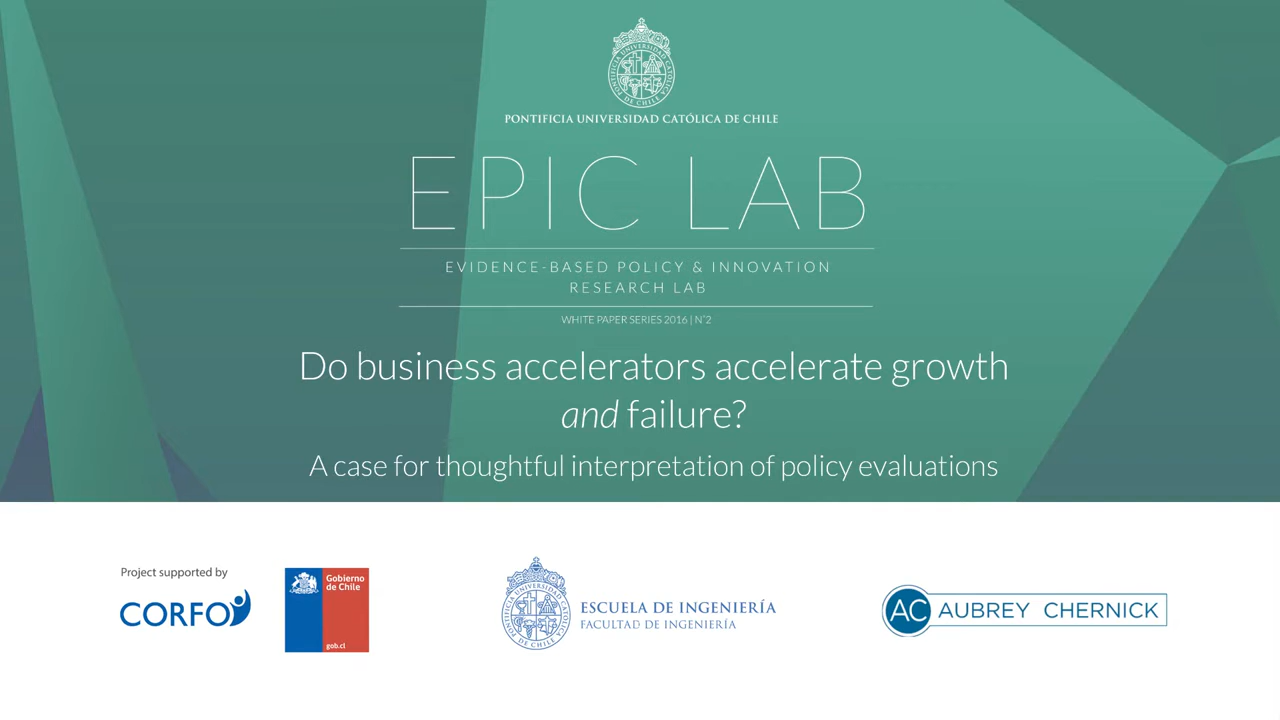 PONTIFICIA UNIVERSIDAD CATÓLICA DE CHILE
EPIC LAB
EVIDENCE-BASED POLICY & INNOVATION
RESEARCH LAB
WHITE PAPER SERIES 2016 | N°2
Do business accelerators accelerate growth
and failure?
A case for thoughtful interpretation of policy evaluations
Project supported by
CORFO
Gobierno
de Chile
gob.cl
ESCUELA DE INGENIERÍA
FACULTAD DE INGENIERÍA
AC AUBREY CHERNICK